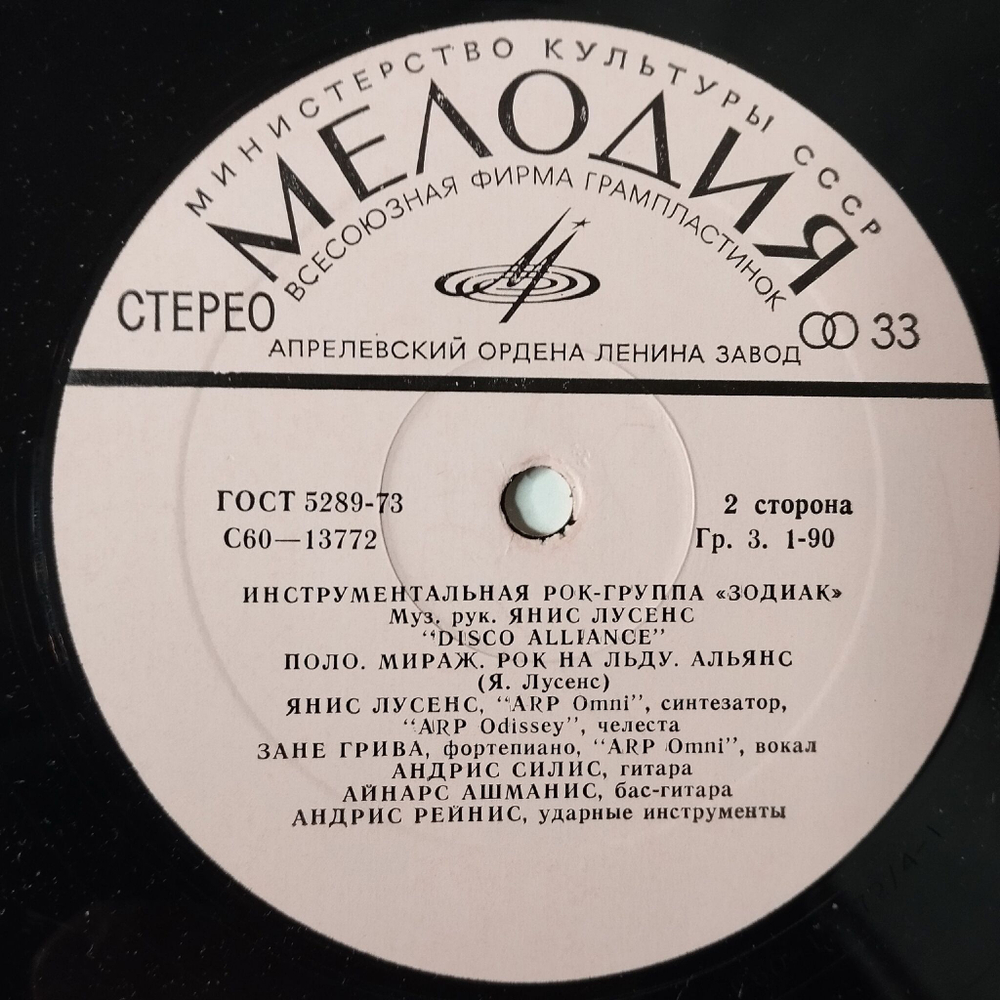 МИНИСТЕРСТВО КУЛЬТУРЫ СССР
МЕЛОДИЯ
ВСЕСОЮЗНАЯ ФИРМА ГРАМПЛАСТИНОК
СТЕРЕО
33
АПРЕЛЕВСКИЙ ОРДЕНА ЛЕНИНА ЗАВОД
ГОСТ 5289-73
2 сторона
С60—13772
Гр. 3. 1-90
ИНСТРУМЕНТАЛЬНАЯ РОК-ГРУППА «ЗОДИАК»
Муз. рук. ЯНИС ЛУСЕНС
“DISCO ALLIANCE”
ПОЛО. МИРАЖ. РОК НА ЛЬДУ. АЛЬЯНС
(Я. Лусенс)
ЯНИС ЛУСЕНС, “ARP Omni”, синтезатор,
“ARP Odissey”, челеста
ЗАНЕ ГРИВА, фортепиано, “ARP Omni”, вокал
АНДРИС СИЛИС, гитара
АЙНАРС АШМАНИС, бас-гитара
АНДРИС РЕЙНИС, ударные инструменты